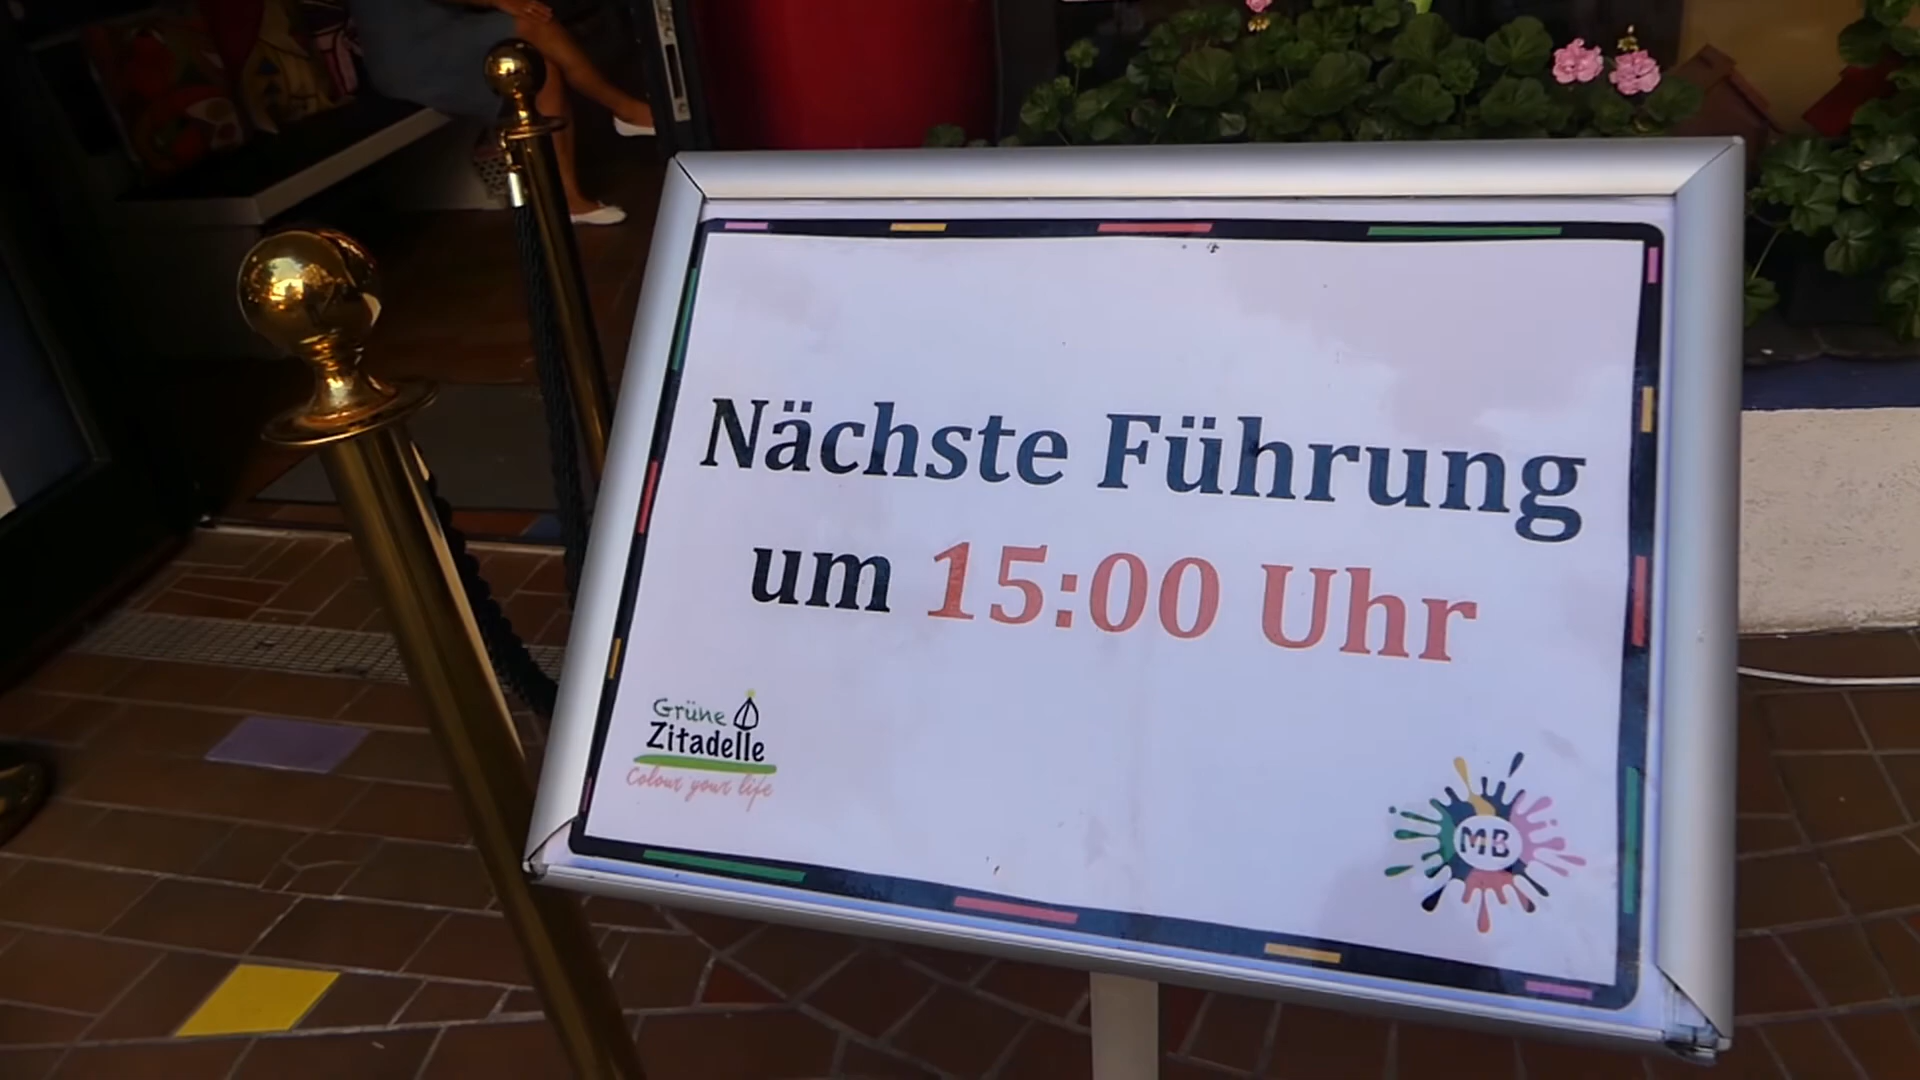 Nächste Führung
um 15:00 Uhr
Grüne
Zitadelle
Colour your life
MB